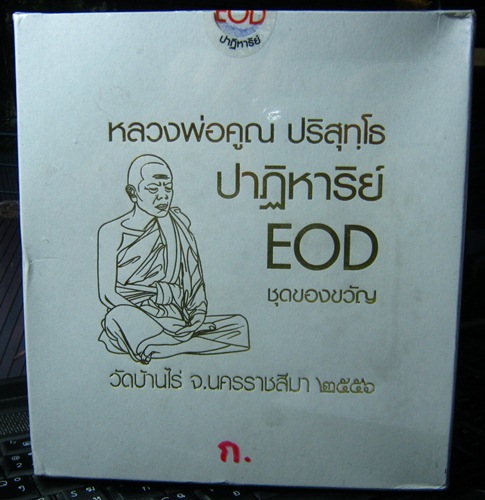 EOD
ปาฏิหาริย์
หลวงพ่อคูณ ปริสุทฺโธ
ปาฏิหาริย์
EOD
ชุดของขวัญ
วัดบ้านไร่ จ.นครราชสีมา ๒๕๕๖
ก.